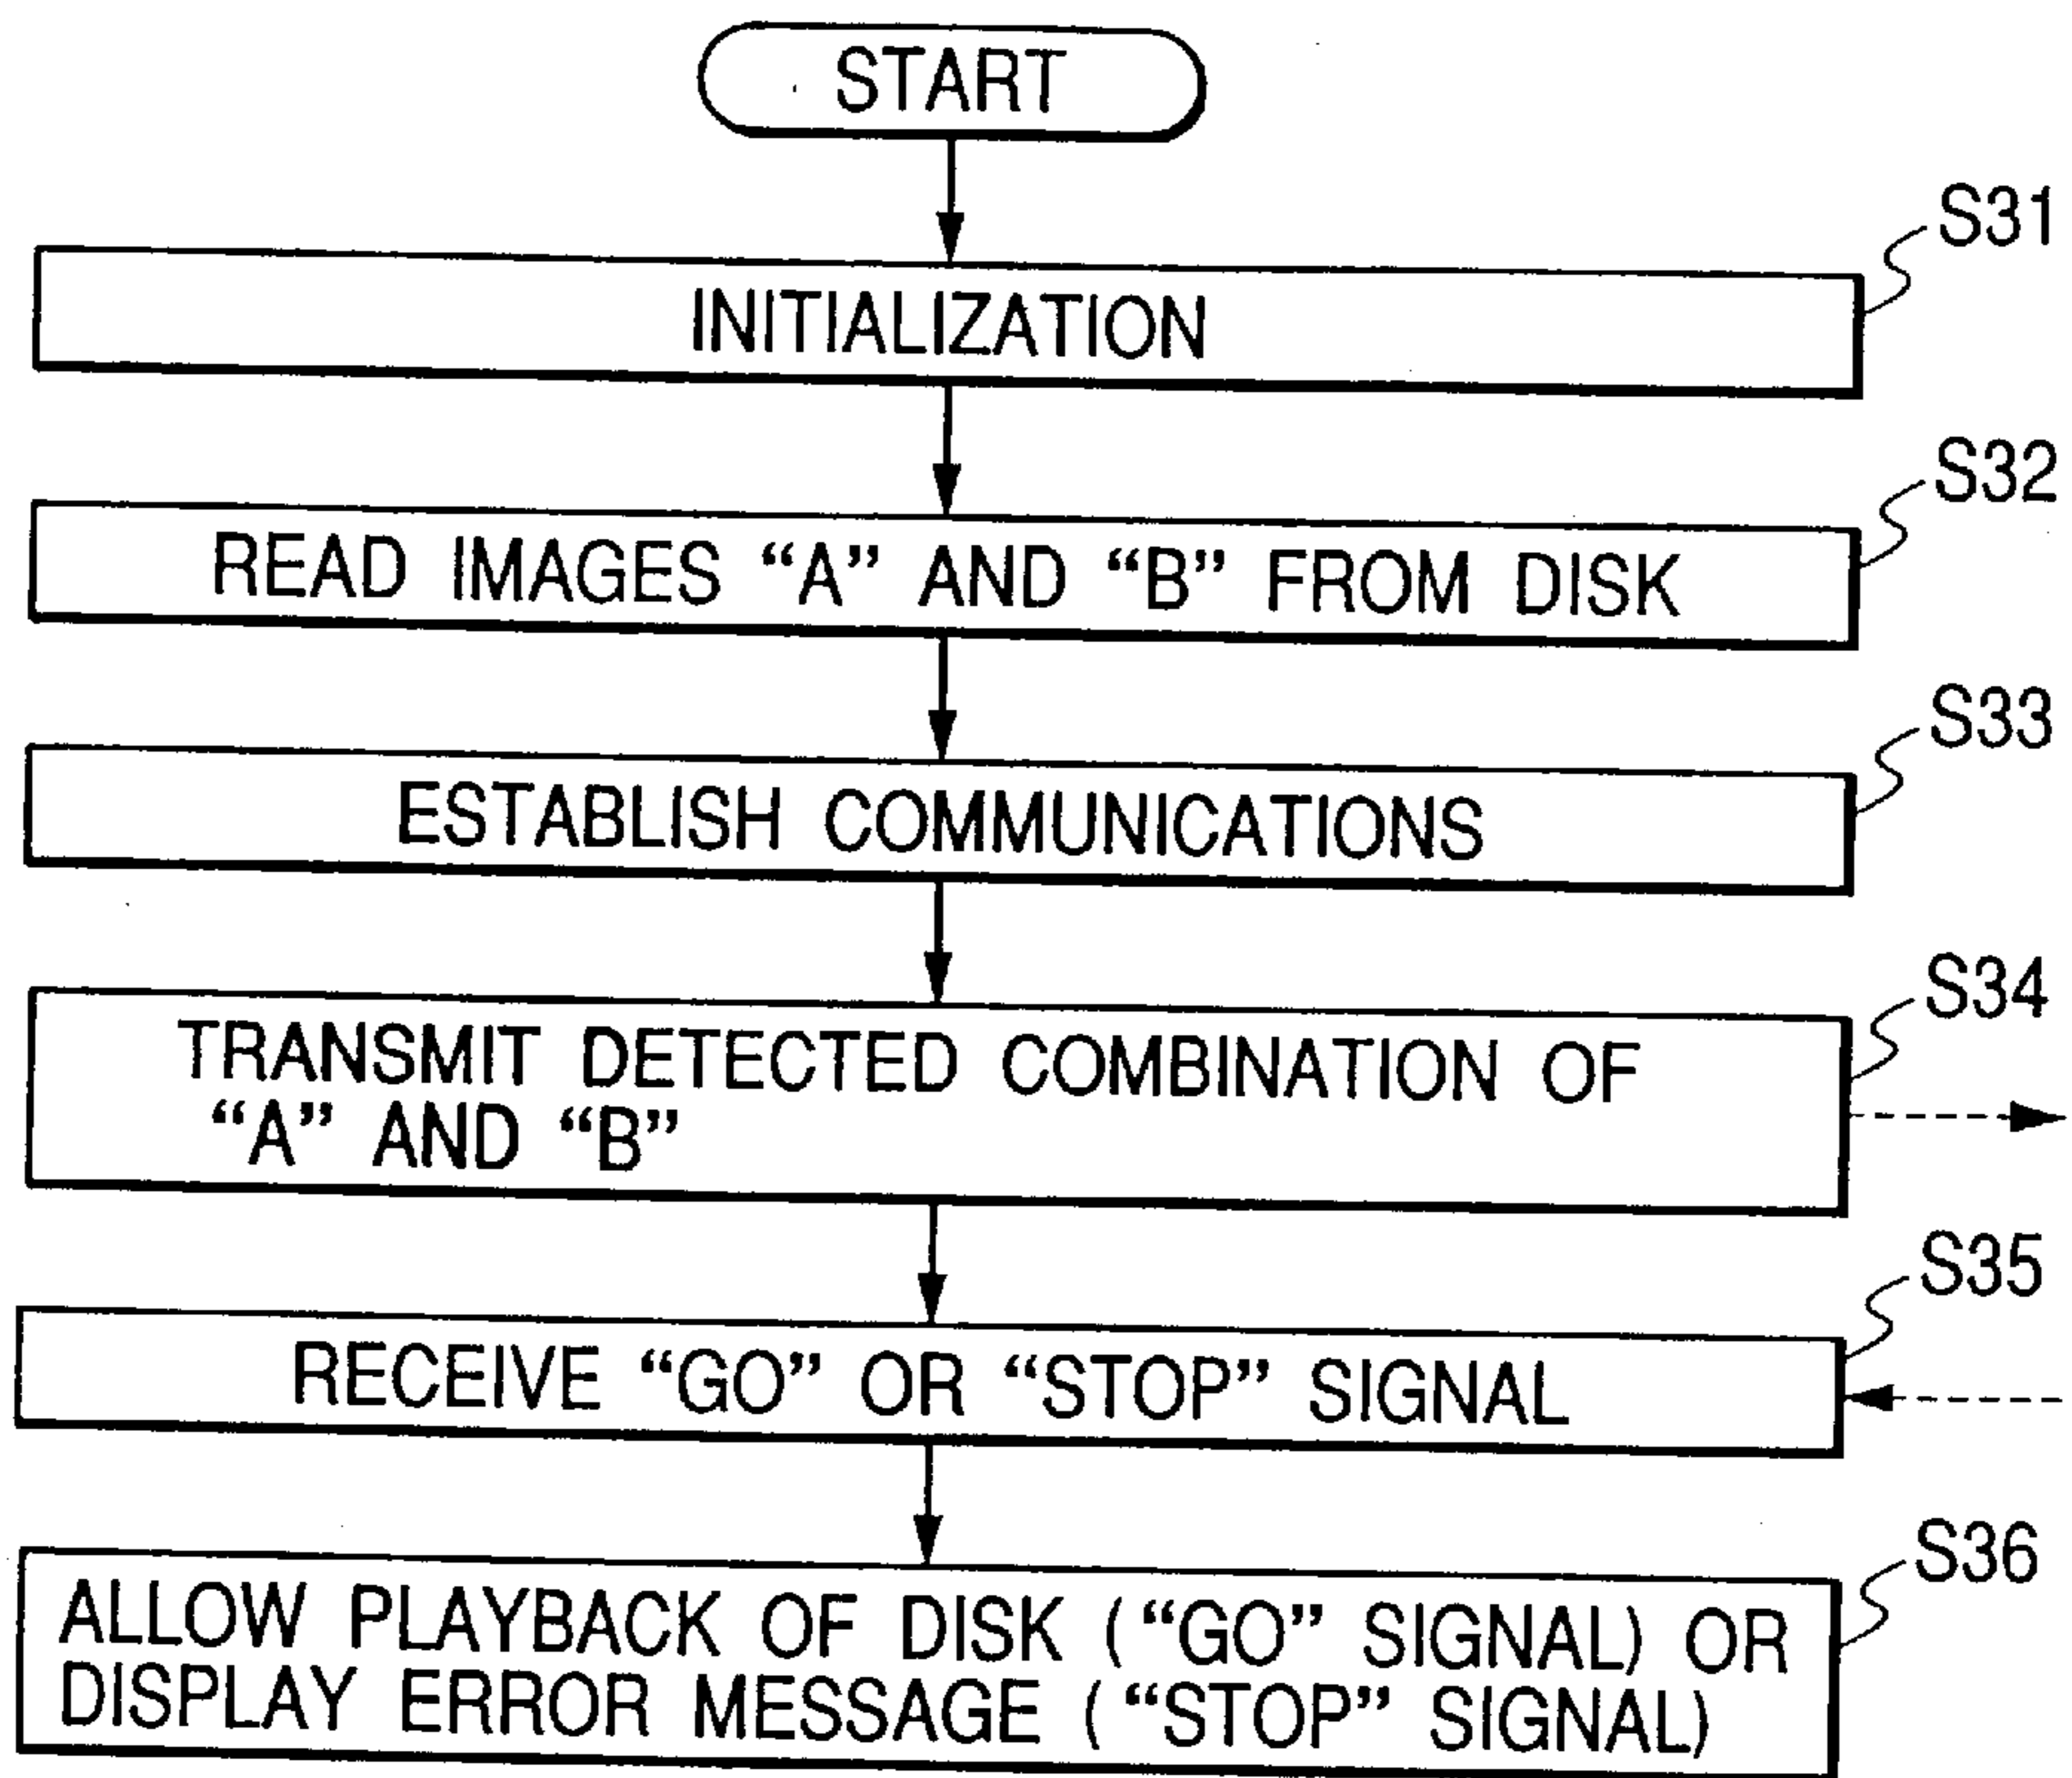 START
S31
INITIALIZATION
S32
READ IMAGES “A” AND “B” FROM DISK
S33
ESTABLISH COMMUNICATIONS
S34
TRANSMIT DETECTED COMBINATION OF
“A” AND “B”
S35
RECEIVE “GO” OR “STOP” SIGNAL
S36
ALLOW PLAYBACK OF DISK (“GO” SIGNAL) OR
DISPLAY ERROR MESSAGE (“STOP” SIGNAL)